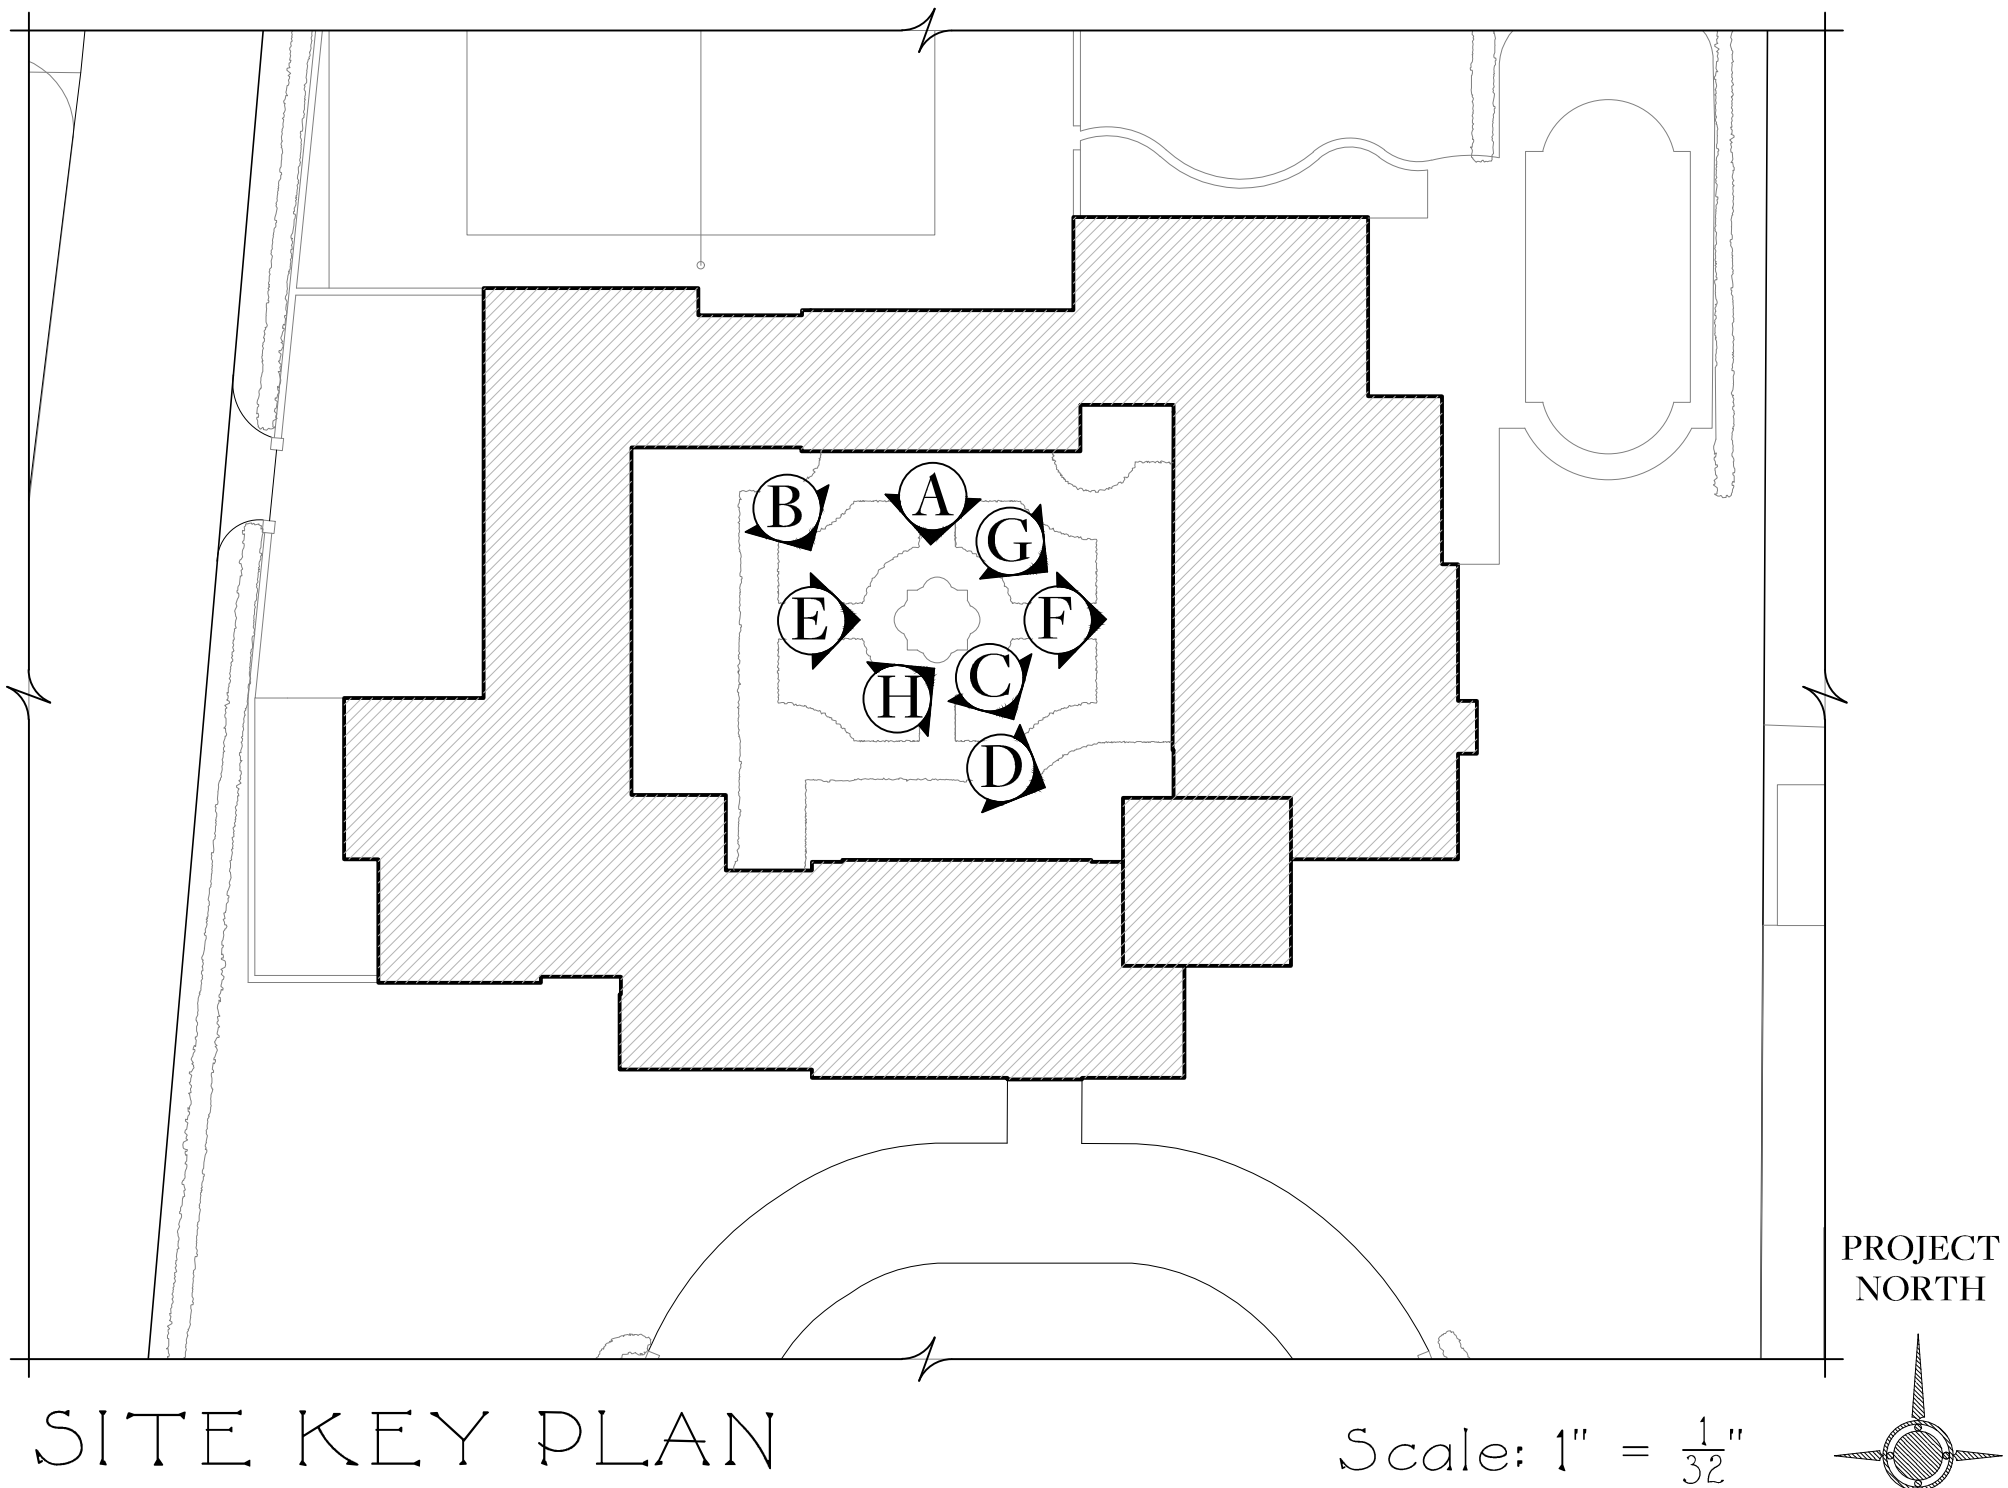 B
A
G
E
F
C
H
D
PROJECT
NORTH
SITE KEY PLAN
Scale: 1" = 1/32"